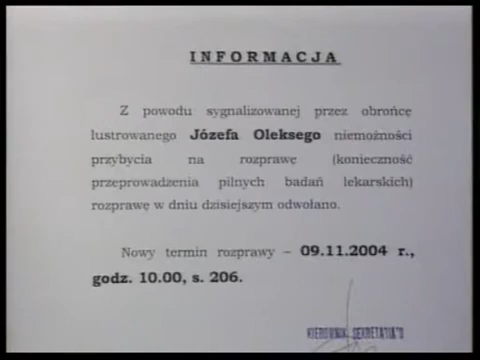 INFORMACJA
Z powodu sygnalizowanej przez obrońcę
lustrowanego Józefa Oleksego niemożności
przybycia na rozprawę (konieczność
przeprowadzenia pilnych badań lekarskich)
rozprawę w dniu dzisiejszym odwołano.
Nowy termin rozprawy – 09.11.2004 r.,
godz. 10.00, s. 206.
KIEROWNIK SEKRETARIATU